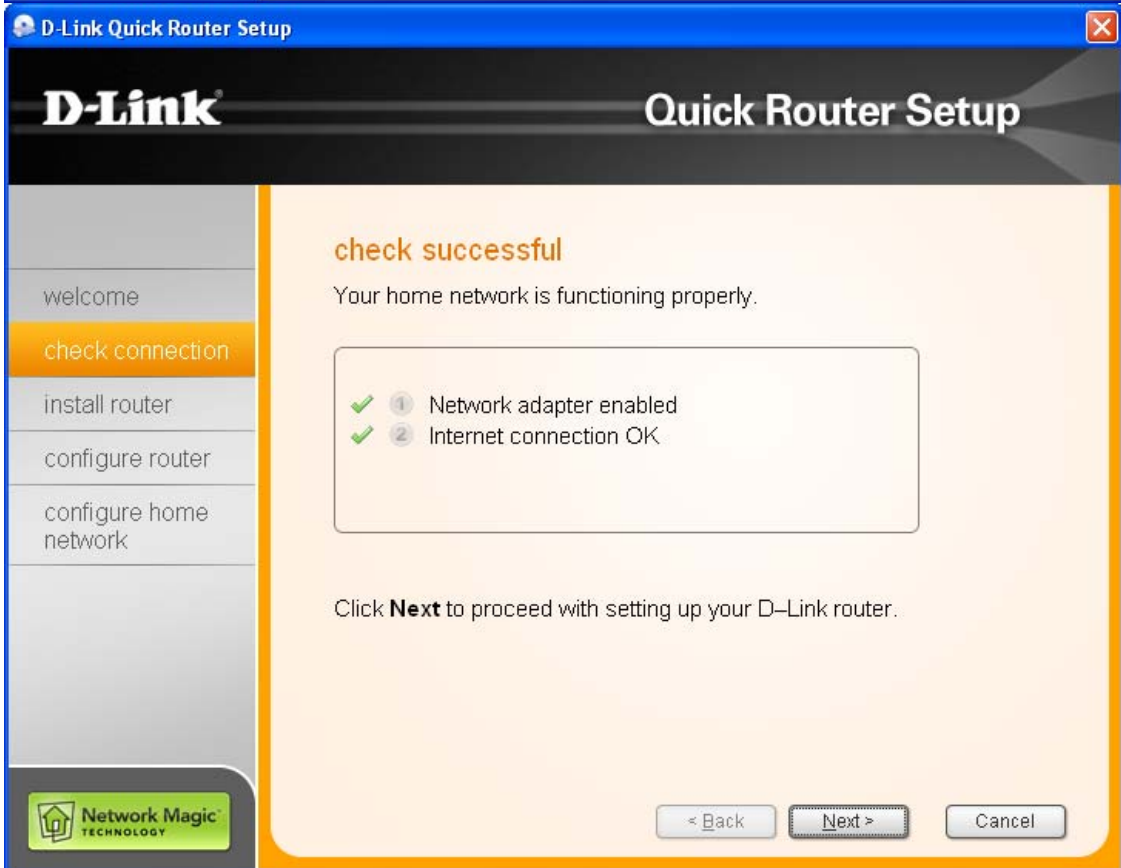 D-Link Quick Router Setup
D-Link
Quick Router Setup
welcome
check connection
install router
configure router
configure home
network
check successful
Your home network is functioning properly.
1 Network adapter enabled
2 Internet connection OK
Click Next to proceed with setting up your D–Link router.
Network Magic
TECHNOLOGY
< Back
Next >
Cancel